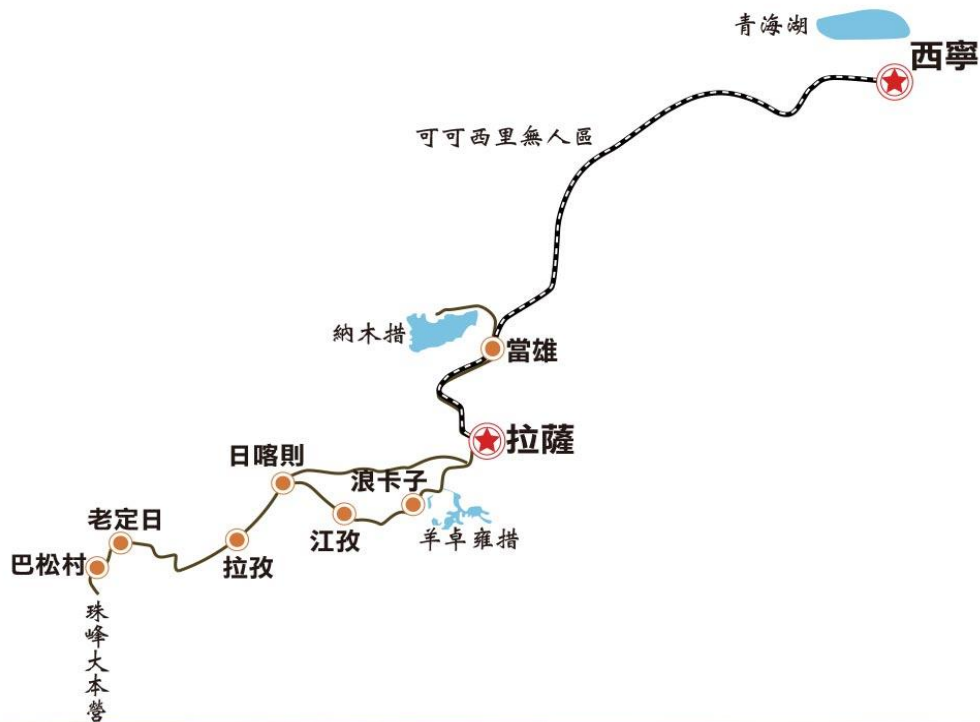 青海湖
西寧
可可西里無人區
納木措
當雄
拉薩
日喀則
浪卡子
老定日
江孜
羊卓雍措
巴松村
拉孜
珠峰大本營